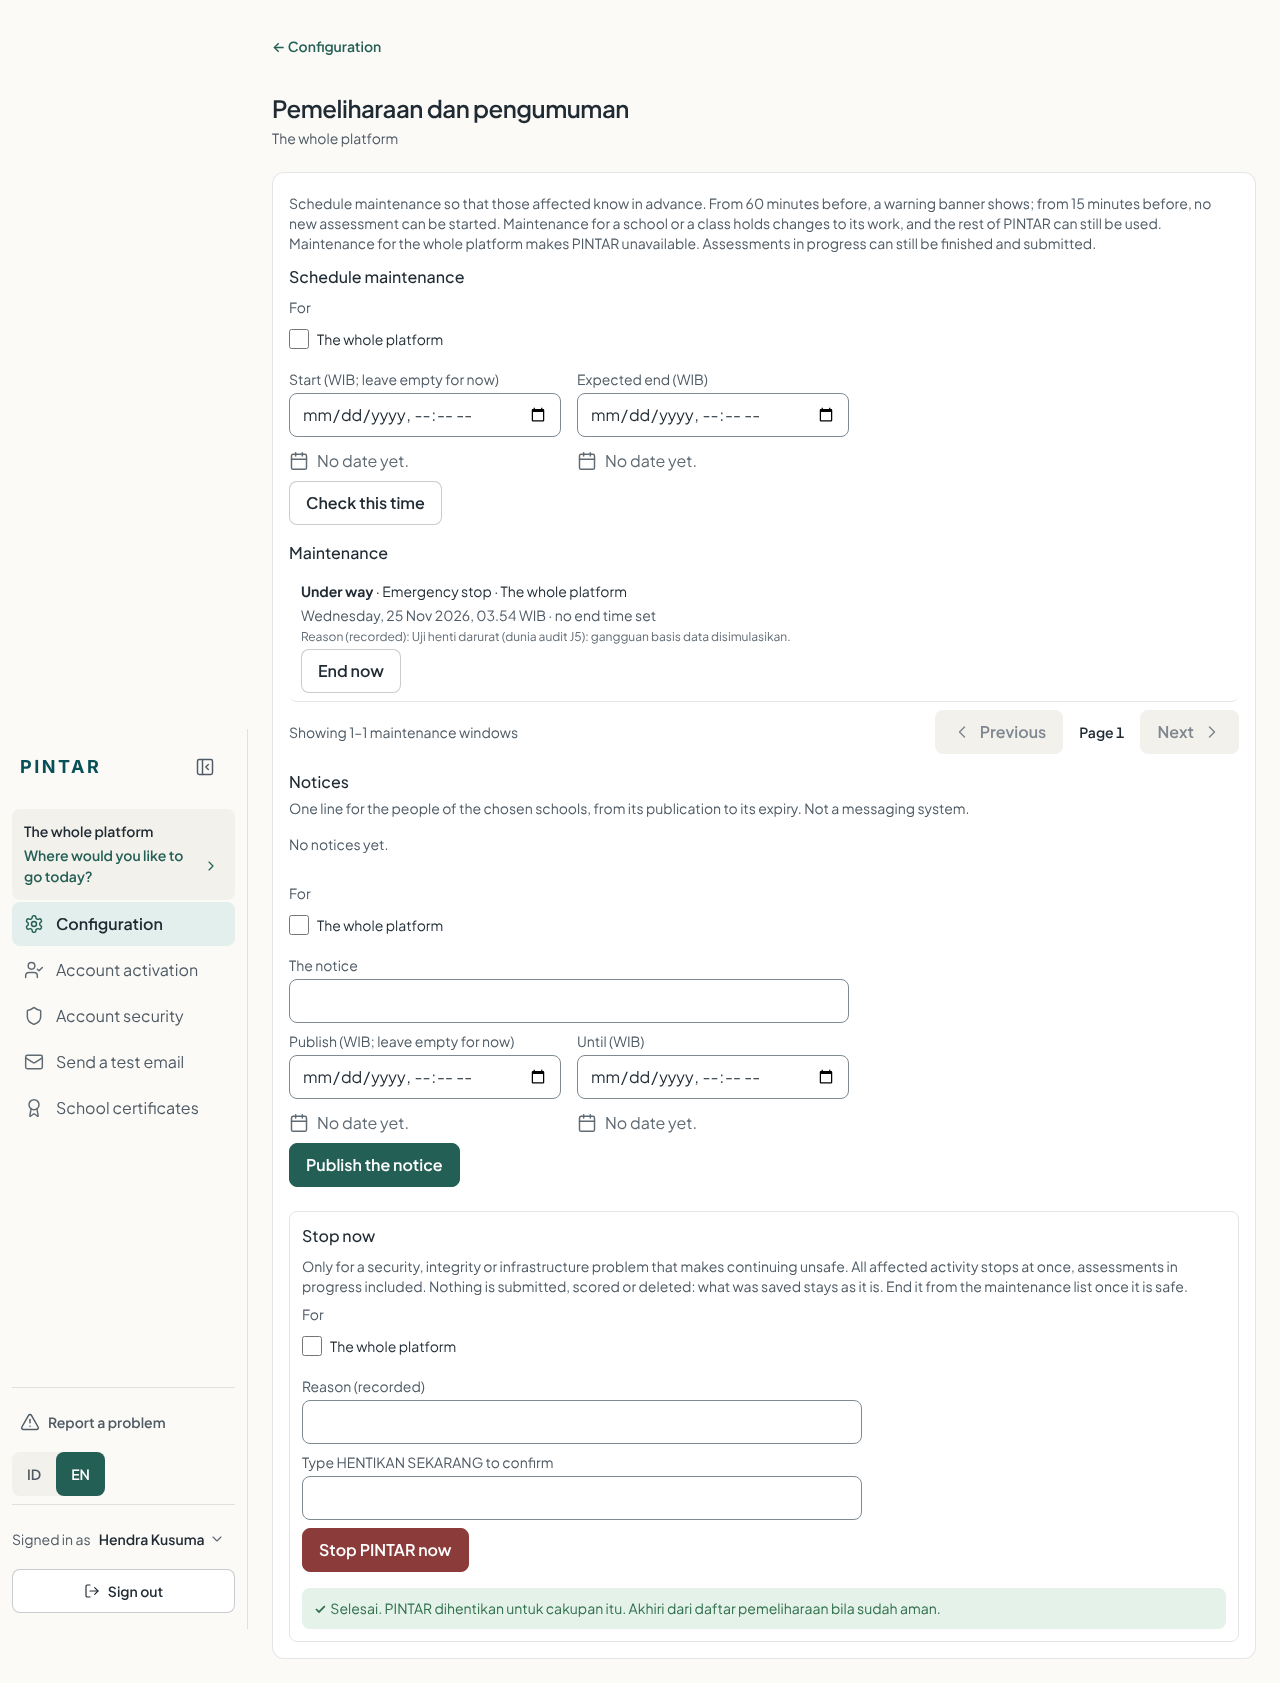 ← Configuration
Pemeliharaan dan pengumuman
The whole platform
Schedule maintenance so that those affected know in advance. From 60 minutes before, a warning banner shows; from 15 minutes before, no
new assessment can be started. Maintenance for a school or a class holds changes to its work, and the rest of PINTAR can still be used.
Maintenance for the whole platform makes PINTAR unavailable. Assessments in progress can still be finished and submitted.
Schedule maintenance
For
The whole platform
Start (WIB; leave empty for now)
Expected end (WIB)
mm/dd/yyyy, --:-- --
mm/dd/yyyy, --:-- --
No date yet.
No date yet.
Check this time
Maintenance
Under way · Emergency stop · The whole platform
Wednesday, 25 Nov 2026, 03.54 WIB · no end time set
Reason (recorded): Uji henti darurat (dunia audit J5): gangguan basis data disimulasikan.
End now
Showing 1–1 maintenance windows
Previous
Page 1
Next
Notices
One line for the people of the chosen schools, from its publication to its expiry. Not a messaging system.
No notices yet.
For
The whole platform
The notice
Publish (WIB; leave empty for now)
Until (WIB)
mm/dd/yyyy, --:-- --
mm/dd/yyyy, --:-- --
No date yet.
No date yet.
Publish the notice
Stop now
Only for a security, integrity or infrastructure problem that makes continuing unsafe. All affected activity stops at once, assessments in
progress included. Nothing is submitted, scored or deleted: what was saved stays as it is. End it from the maintenance list once it is safe.
For
The whole platform
Reason (recorded)
Type HENTIKAN SEKARANG to confirm
Stop PINTAR now
✓ Selesai. PINTAR dihentikan untuk cakupan itu. Akhiri dari daftar pemeliharaan bila sudah aman.
PINTAR
The whole platform
Where would you like to
go today?
Configuration
Account activation
Account security
Send a test email
School certificates
Report a problem
ID
EN
Signed in as Hendra Kusuma
Sign out